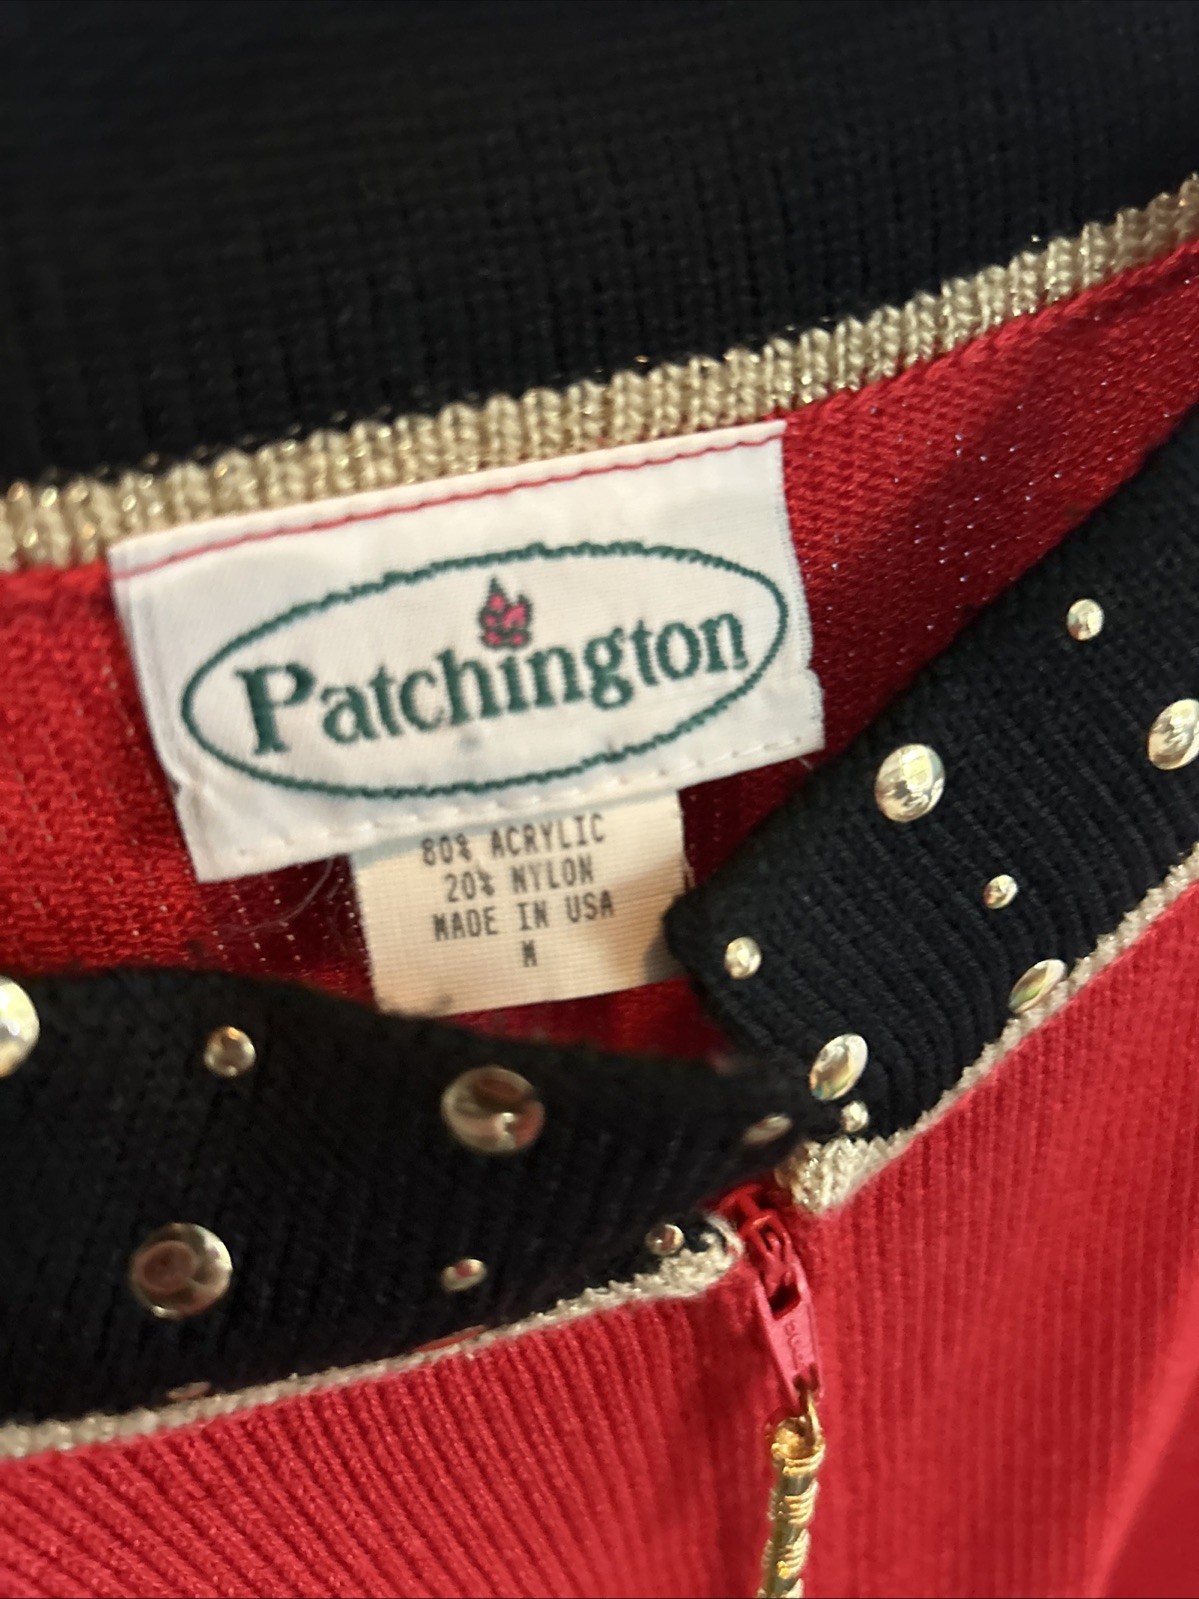 Patchington
80% ACRYLIC
20% NYLON
MADE IN USA
M